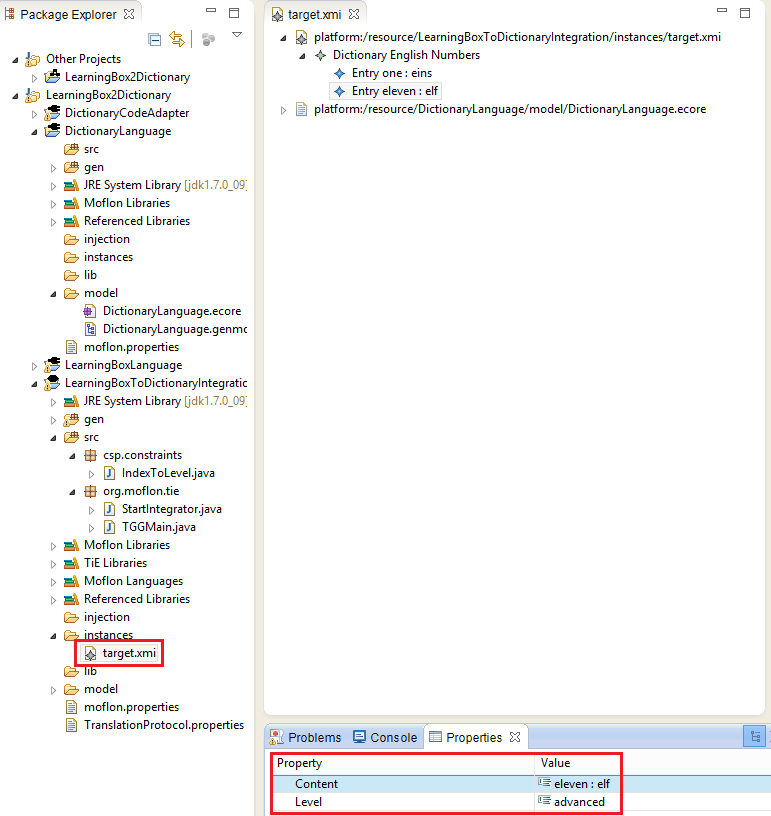 Package Explorer
Other Projects
LearningBox2Dictionary
LearningBox2Dictionary
DictionaryCodeAdapter
DictionaryLanguage
src
gen
JRE System Library [jdk1.7.0_09]
Moflon Libraries
Referenced Libraries
injection
instances
lib
model
DictionaryLanguage.ecore
DictionaryLanguage.genmc
moflon.properties
LearningBoxLanguage
LearningBoxToDictionaryIntegratic
JRE System Library [jdk1.7.0_09]
gen
src
csp.constraints
IndexToLevel.java
org.moflon.tie
StartIntegrator.java
TGGMain.java
Moflon Libraries
TiE Libraries
Moflon Languages
Referenced Libraries
injection
instances
target.xmi
lib
model
moflon.properties
TranslationProtocol.properties
target.xmi
platform:/resource/LearningBoxToDictionaryIntegration/instances/target.xmi
Dictionary English Numbers
Entry one : eins
Entry eleven : elf
platform:/resource/DictionaryLanguage/model/DictionaryLanguage.ecore
Problems Console Properties
Property Value
Content eleven : elf
Level advanced